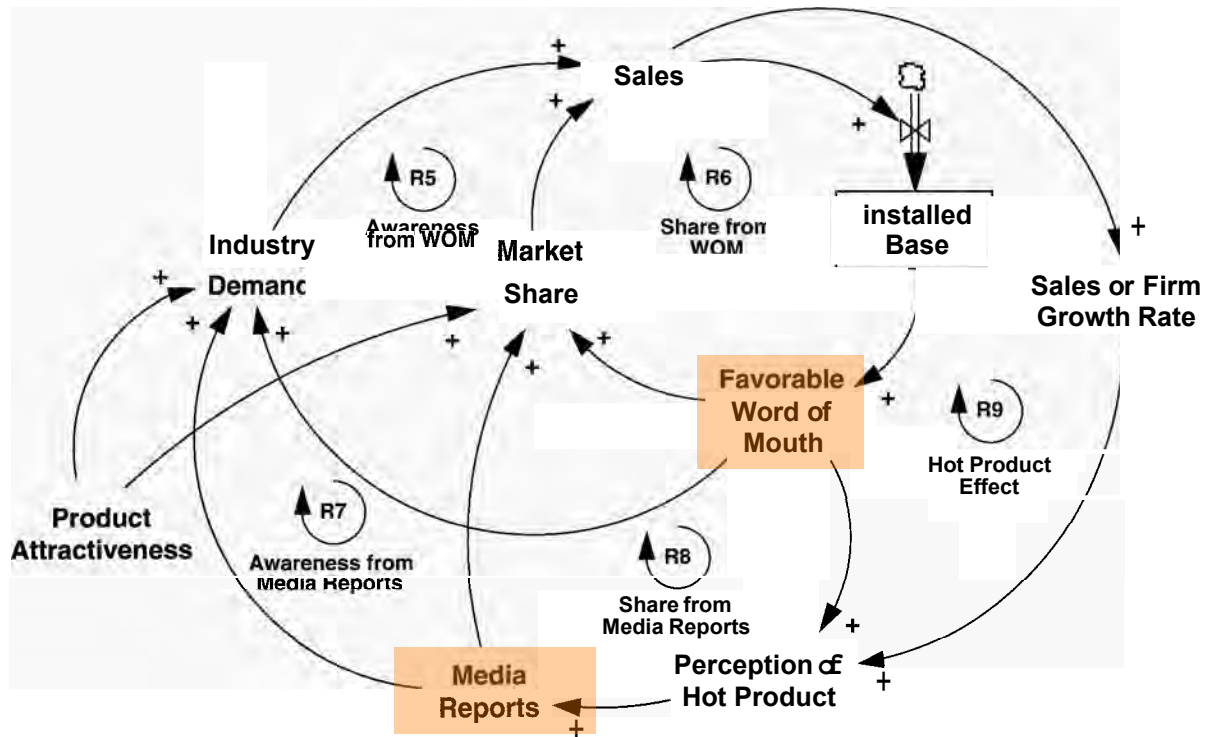 +
Sales
+
+
R5
Awareness
from WOM
R6
Share from
WOM
installed
Base
+
Industry
Demand
Market
Share
+
Sales or Firm
Growth Rate
+
+
+
+
+
Favorable
Word of
Mouth
+
R9
Hot Product
Effect
Product
Attractiveness
R7
Awareness from
Media Reports
R8
Share from
Media Reports
+
Perception of
Hot Product
+
Media
Reports
+